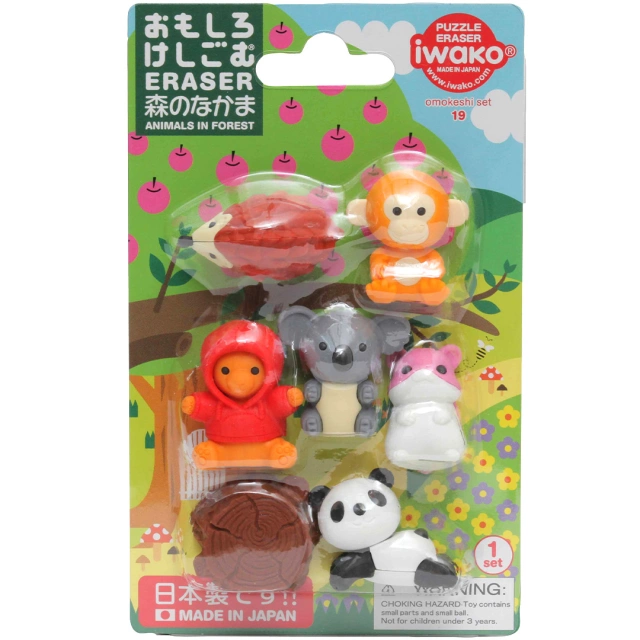 おもしろ
けしごむ®
ERASER
森のなかま
ANIMALS IN FOREST
PUZZLE
ERASER
iwako®
MADE IN JAPAN
www.iwako.com
omokeshi set
19
1
set
日本製です!!
MADE IN JAPAN
WARNING:
CHOKING HAZARD-Toy contains
small parts and small ball.
Not for children under 3 years.